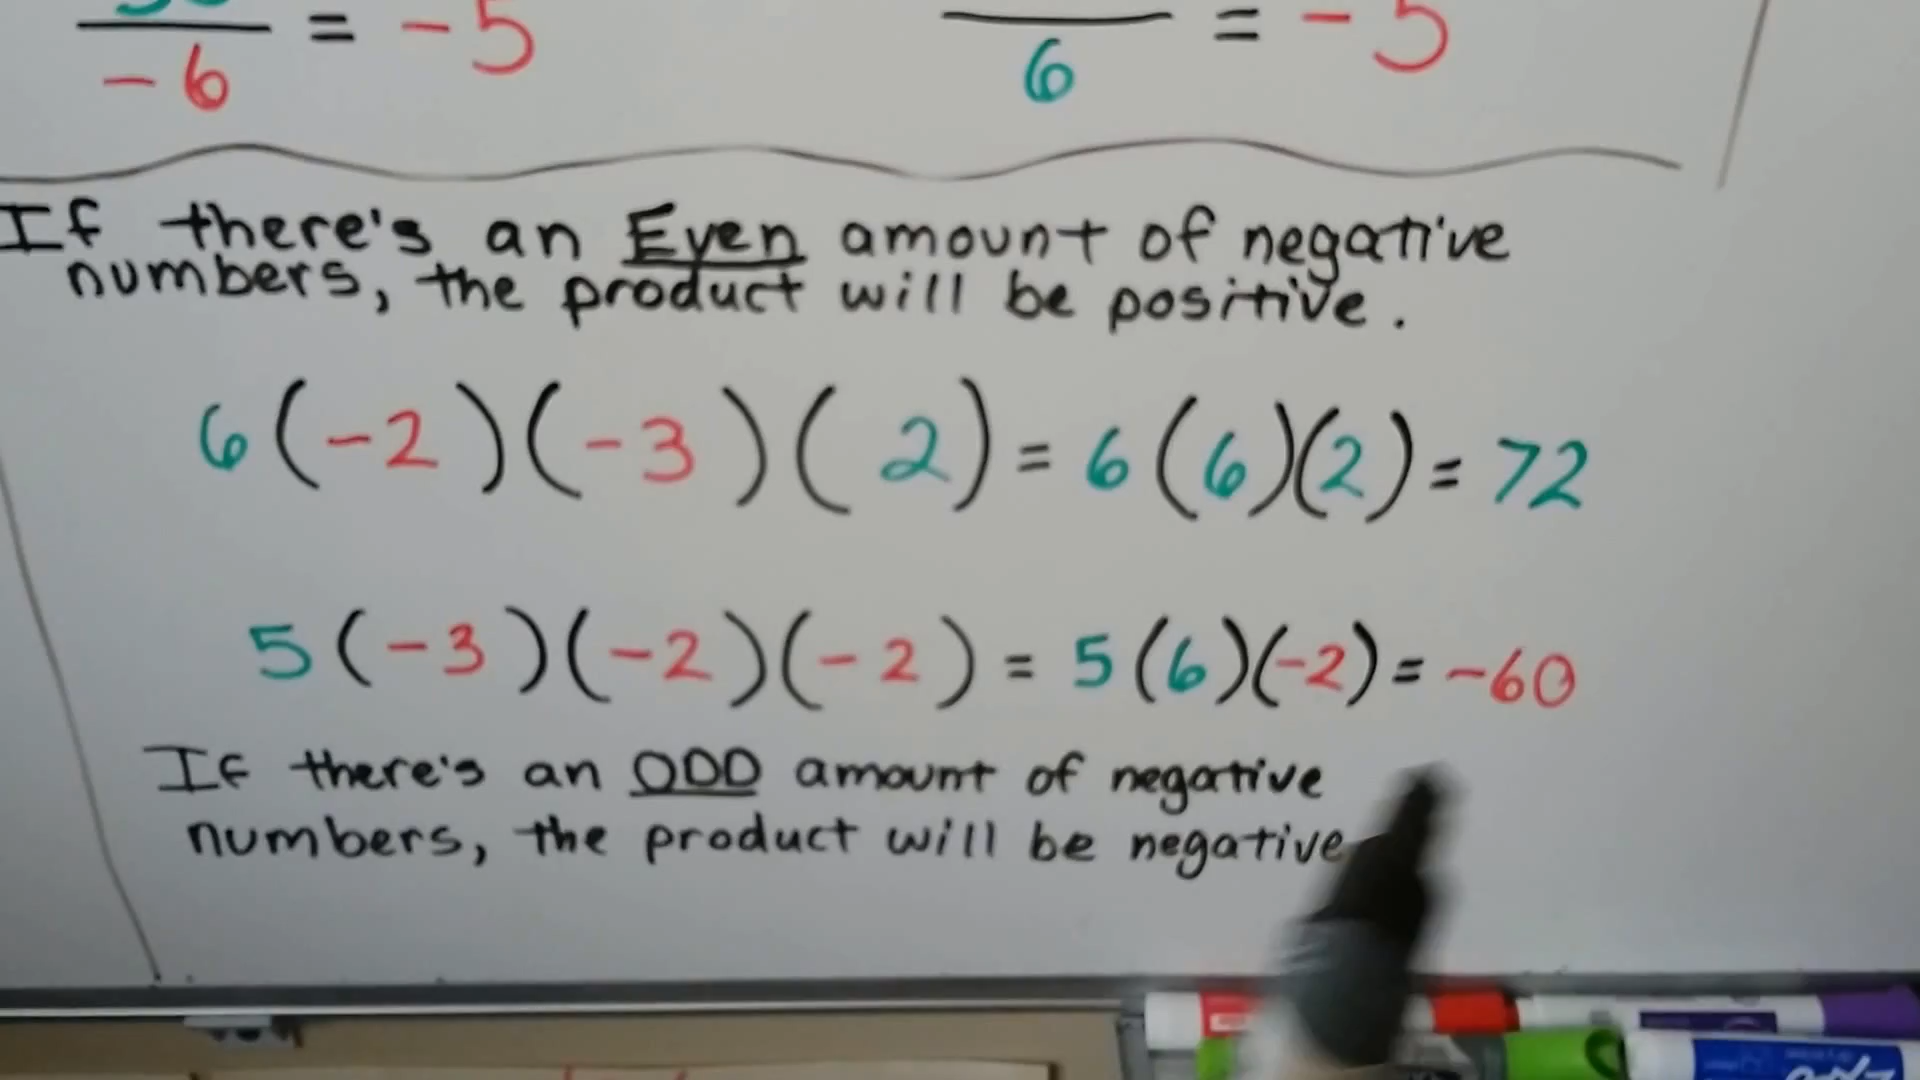 -6 = -5
6 = -5
If there's an Even amount of negative
numbers, the product will be positive.
6(-2)(-3)(2) = 6(6)(2) = 72
5(-3)(-2)(-2) = 5(6)(-2) = -60
If there's an ODD amount of negative
numbers, the product will be negative